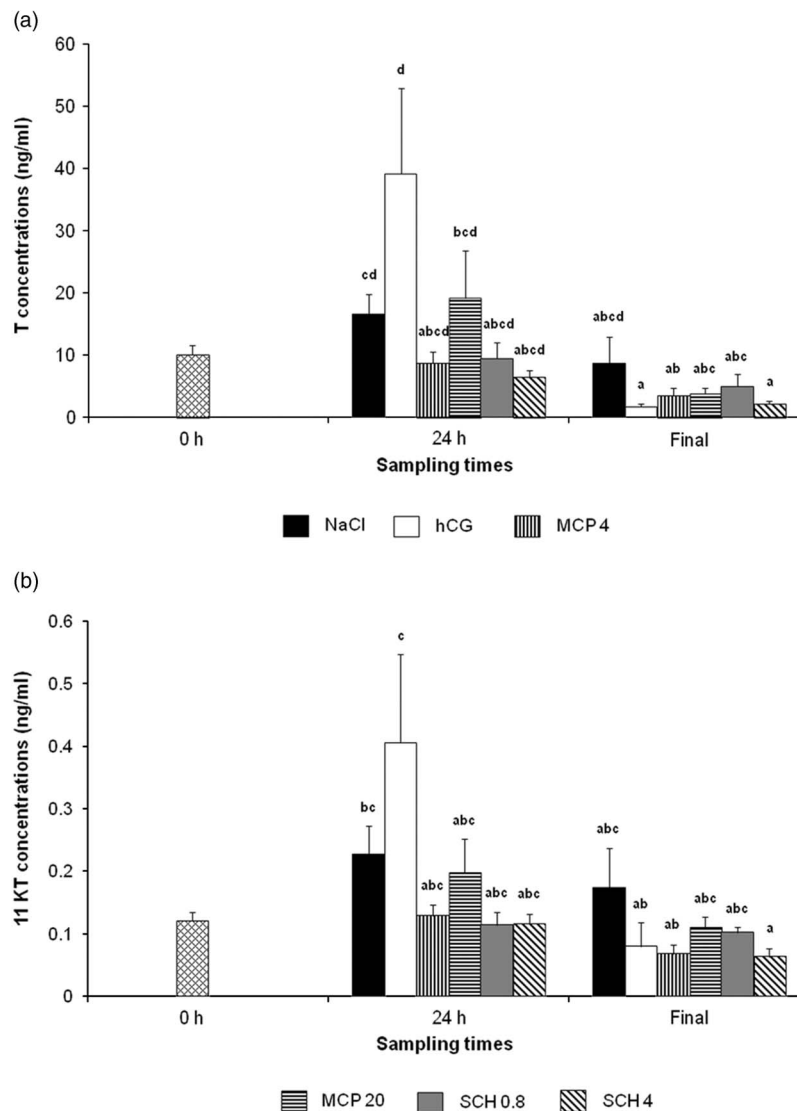 (a)
60
50
40
30
20
10
0
T concentrations (ng/ml)
cd
d
abcd
bcd
abcd
abcd
abcd
a
ab
abc
abc
a
0 h
24 h
Final
Sampling times
NaCl
hCG
MCP 4
(b)
0.6
0.5
0.4
0.3
0.2
0.1
0
11 KT concentrations (ng/ml)
bc
c
abc
abc
abc
abc
abc
ab
ab
abc
abc
a
0 h
24 h
Final
Sampling times
MCP 20
SCH 0.8
SCH 4